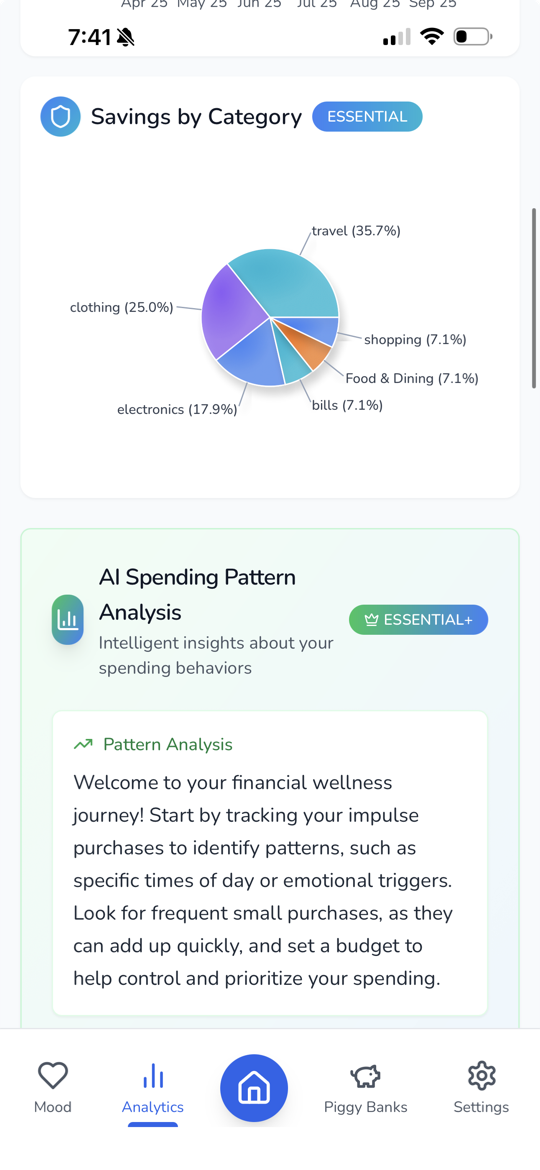 Apr 25 May 25 Jun 25 Jul 25 Aug 25 Sep 25
7:41
Savings by Category ESSENTIAL
travel (35.7%)
clothing (25.0%)
shopping (7.1%)
Food & Dining (7.1%)
electronics (17.9%)
bills (7.1%)
AI Spending Pattern
Analysis
Intelligent insights about your
spending behaviors
ESSENTIAL+
Pattern Analysis
Welcome to your financial wellness
journey! Start by tracking your impulse
purchases to identify patterns, such as
specific times of day or emotional triggers.
Look for frequent small purchases, as they
can add up quickly, and set a budget to
help control and prioritize your spending.
Mood Analytics Piggy Banks Settings